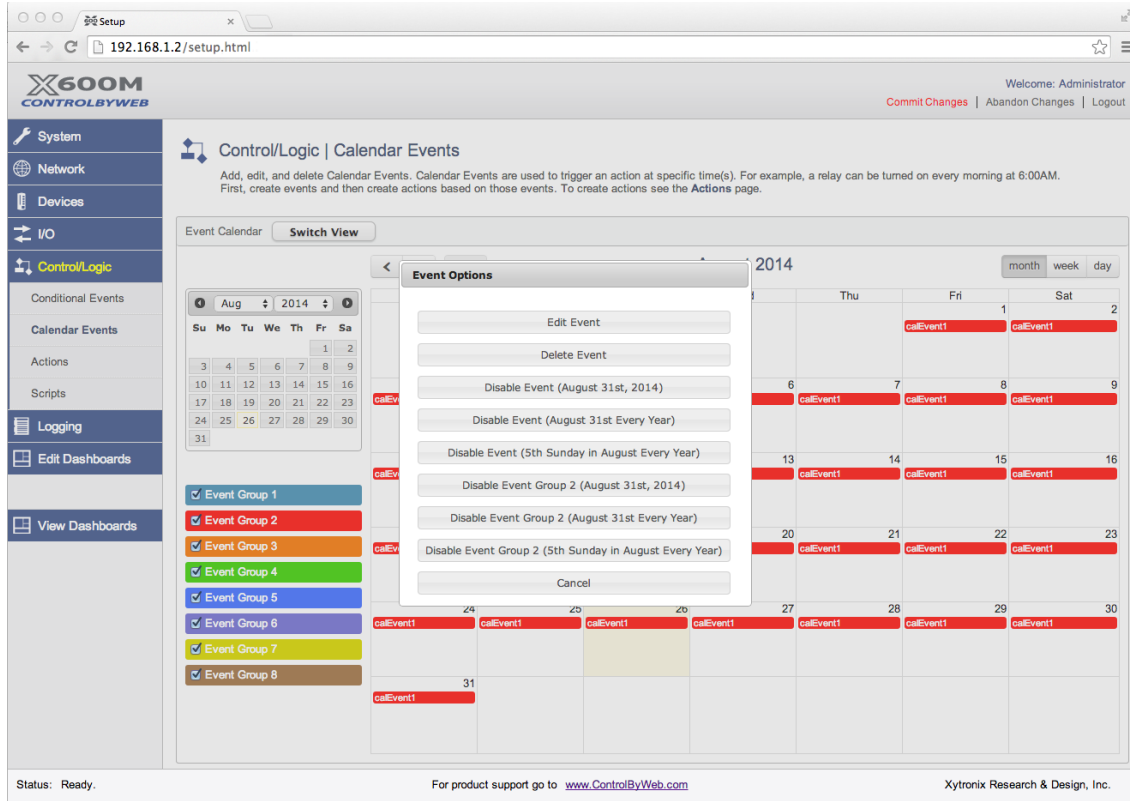 Setup ×
192.168.1.2/setup.html
X600M
CONTROLBYWEB
Welcome: Administrator
Commit Changes | Abandon Changes | Logout
System
Network
Devices
I/O
Control/Logic
Conditional Events
Calendar Events
Actions
Scripts
Logging
Edit Dashboards
View Dashboards
Control/Logic | Calendar Events
Add, edit, and delete Calendar Events. Calendar Events are used to trigger an action at specific time(s). For example, a relay can be turned on every morning at 6:00AM.
First, create events and then create actions based on those events. To create actions see the Actions page.
Event Calendar Switch View
Aug 2014
Su Mo Tu We Th Fr Sa
1 2
3 4 5 6 7 8 9
10 11 12 13 14 15 16
17 18 19 20 21 22 23
24 25 26 27 28 29 30
31
Event Group 1
Event Group 2
Event Group 3
Event Group 4
Event Group 5
Event Group 6
Event Group 7
Event Group 8
2014
month week day
Thu Fri Sat
1 2
calEvent1 calEvent1
6 7 8 9
calEvent1 calEvent1 calEvent1
13 14 15 16
calEvent1 calEvent1 calEvent1
20 21 22 23
calEvent1 calEvent1 calEvent1
24 25 26 27 28 29 30
calEvent1 calEvent1 calEvent1 calEvent1 calEvent1 calEvent1 calEvent1
31
calEvent1
Event Options
Edit Event
Delete Event
Disable Event (August 31st, 2014)
Disable Event (August 31st Every Year)
Disable Event (5th Sunday in August Every Year)
Disable Event Group 2 (August 31st, 2014)
Disable Event Group 2 (August 31st Every Year)
Disable Event Group 2 (5th Sunday in August Every Year)
Cancel
Status: Ready.
For product support go to www.ControlByWeb.com
Xytronix Research & Design, Inc.